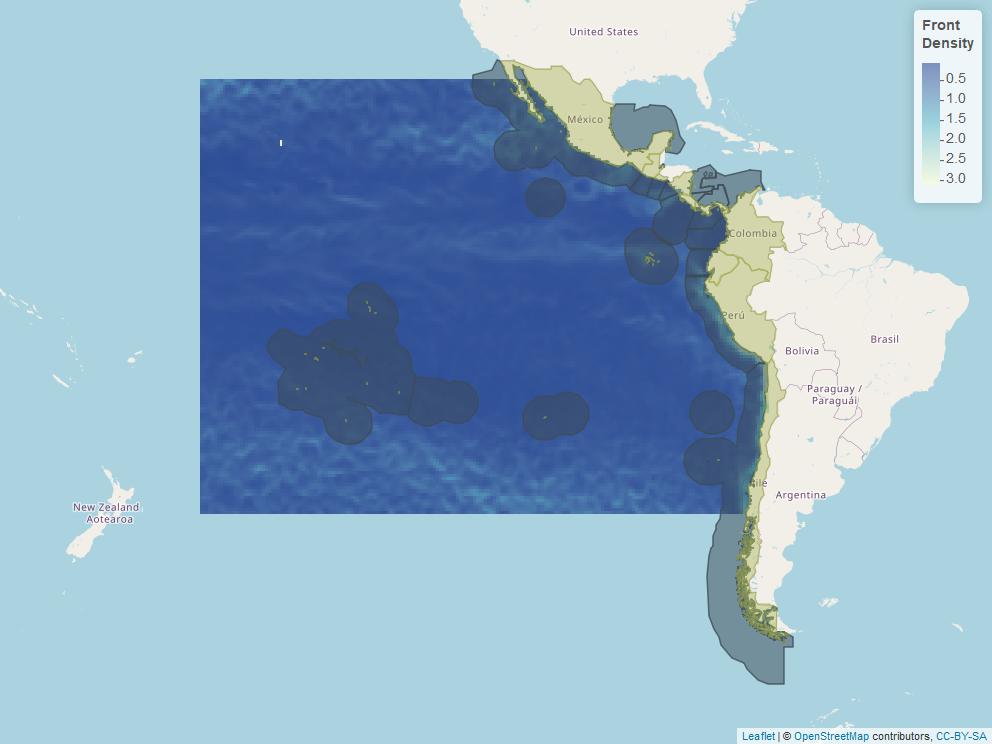 United States
México
Colombia
Perú
Brasil
Bolivia
Paraguay /
Paraguái
Argentina
New Zealand
Aotearoa
Front
Density
0.5
1.0
1.5
2.0
2.5
3.0
Leaflet | © OpenStreetMap contributors, CC-BY-SA